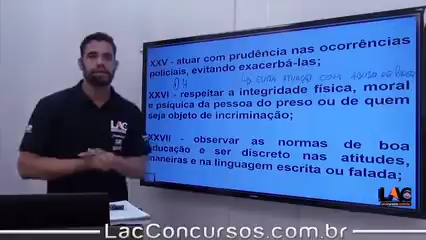 XXV - atuar com prudência nas ocorrências
policiais, evitando exacerbá-las;
XXVI - respeitar a integridade física, moral
e psíquica da pessoa do preso ou de quem
seja objeto de incriminação;
XXVII - observar as normas de boa
educação e ser discreto nas atitudes,
maneiras e na linguagem escrita ou falada;
LAC
LAC
LacConcursos.com.br